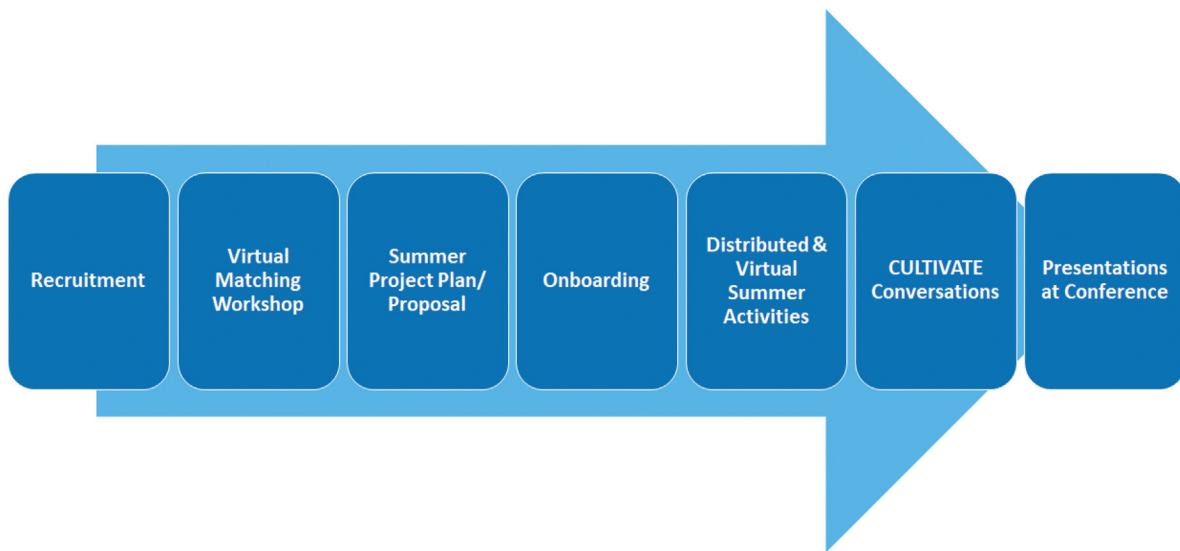 Recruitment
Virtual
Matching
Workshop
Summer
Project Plan/
Proposal
Onboarding
Distributed &
Virtual
Summer
Activities
CULTIVATE
Conversations
Presentations
at Conference